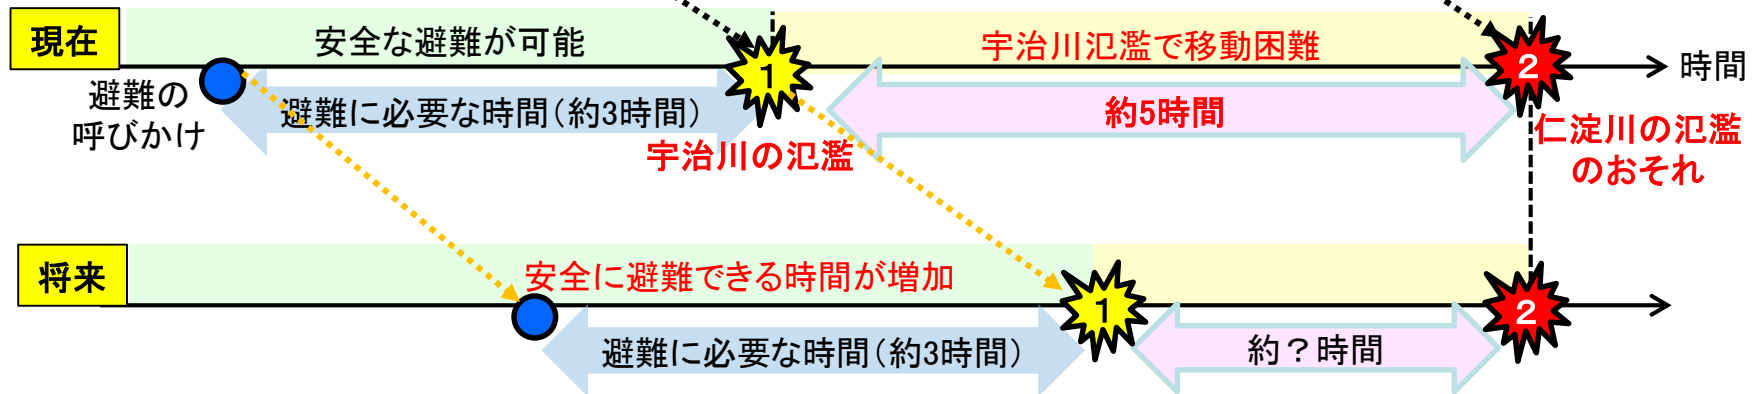 現在
安全な避難が可能
宇治川氾濫で移動困難
1
2
時間
避難の
呼びかけ
避難に必要な時間(約3時間)
約5時間
宇治川の氾濫
仁淀川の氾濫
のおそれ
将来
安全に避難できる時間が増加
1
2
避難に必要な時間(約3時間)
約?時間